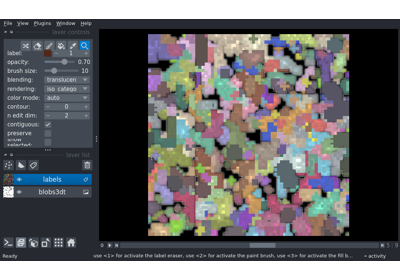 File View Plugins Window Help
layer controls
label: 1
opacity: 0.70
brush size: 10
blending: translucen
rendering: iso_catego
color mode: auto
contour: 0
n edit dim: 2
contiguous:
preserve
selected:
layer list
labels
blobs3dt
Ready
use <1> for activate the label eraser, use <2> for activate the paint brush, use <3> for activate the fill b...
activity